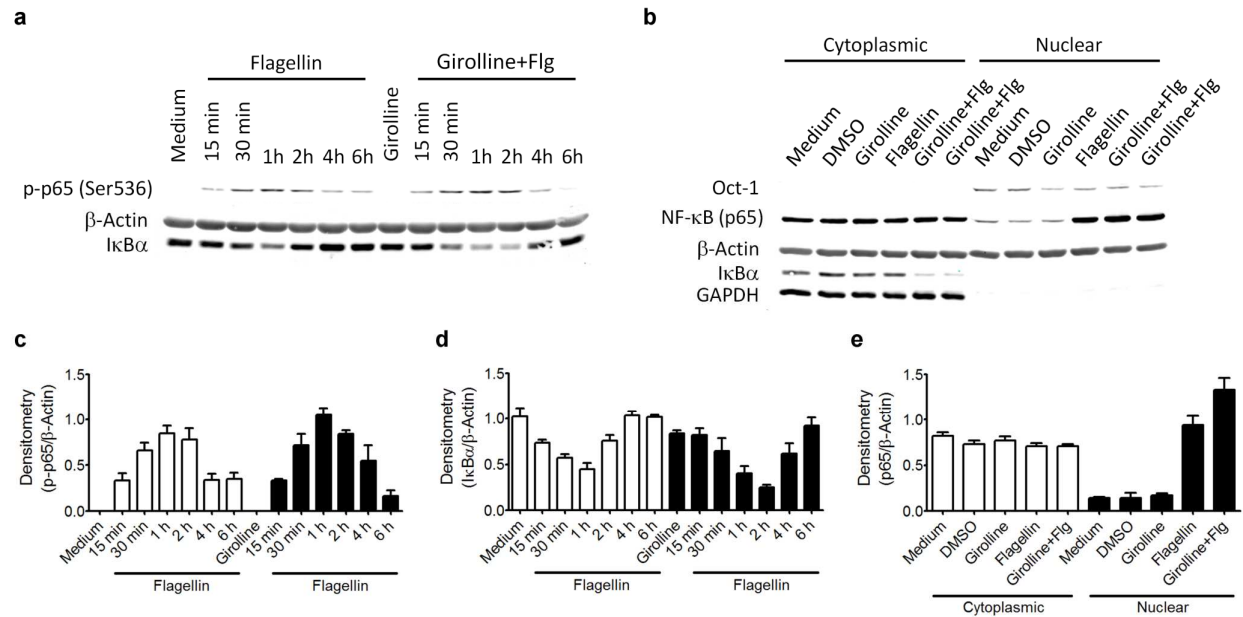 a
Flagellin
Girolline+Flg
Medium
15 min
30 min
1h
2h
4h
6h
Girolline
15 min
30 min
1h
2h
4h
6h
p-p65 (Ser536)
β-Actin
IκBα
b
Cytoplasmic
Nuclear
Medium
DMSO
Girolline
Flagellin
Girolline+Flg
Girolline+Flg
Medium
DMSO
Girolline
Flagellin
Girolline+Flg
Girolline+Flg
Oct-1
NF-κB (p65)
β-Actin
IκBα
GAPDH
c
Densitometry
(p-p65/β-Actin)
1.5
1.0
0.5
0.0
Medium
15 min
30 min
1 h
2 h
4 h
6 h
Girolline
15 min
30 min
1 h
2 h
4 h
6 h
Flagellin
Flagellin
d
Densitometry
(IκBα/β-Actin)
1.5
1.0
0.5
0.0
Medium
15 min
30 min
1 h
2 h
4 h
6 h
Girolline
15 min
30 min
1 h
2 h
4 h
6 h
Flagellin
Flagellin
e
Densitometry
(p65/β-Actin)
1.5
1.0
0.5
0.0
Medium
DMSO
Girolline
Flagellin
Girolline+Flg
Medium
DMSO
Girolline
Flagellin
Girolline+Flg
Cytoplasmic
Nuclear